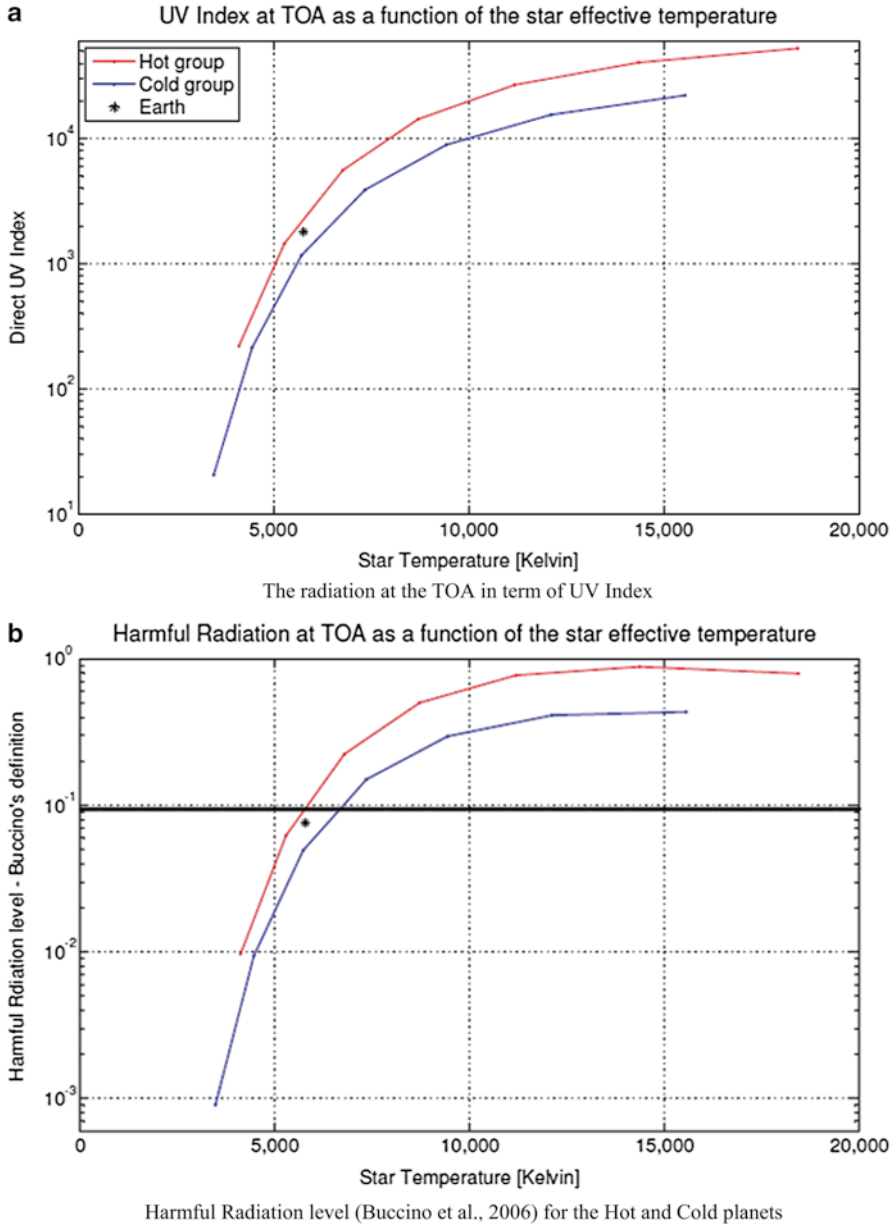 a
UV Index at TOA as a function of the star effective temperature
Hot group
Cold group
Earth
Direct UV Index
10^4
10^3
10^2
10^1
0
5,000
10,000
15,000
20,000
Star Temperature [Kelvin]
The radiation at the TOA in term of UV Index
b
Harmful Radiation at TOA as a function of the star effective temperature
Harmful Rdiation level - Buccino's definition
10^0
10^-1
10^-2
10^-3
0
5,000
10,000
15,000
20,000
Star Temperature [Kelvin]
Harmful Radiation level (Buccino et al., 2006) for the Hot and Cold planets